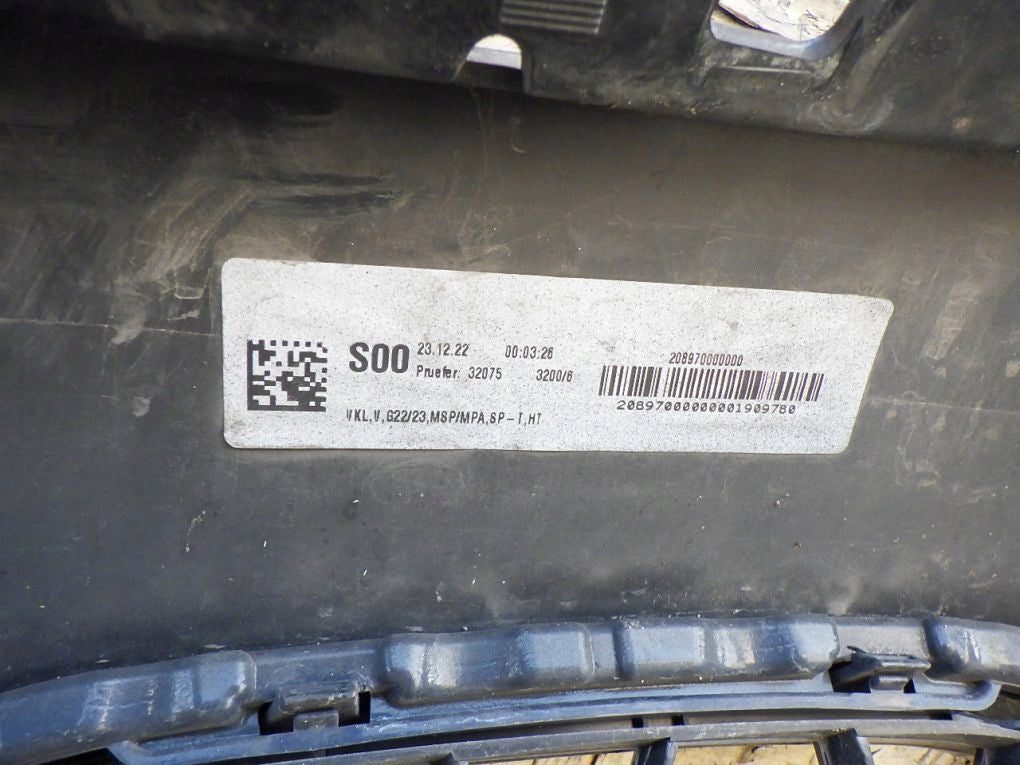 S00 23.12.22 00:03:26
Pruefer: 32075 3200/6
VKL,V,G22/23,MSP/MPA,SP-T,HT
208970000000
20897000000001909780